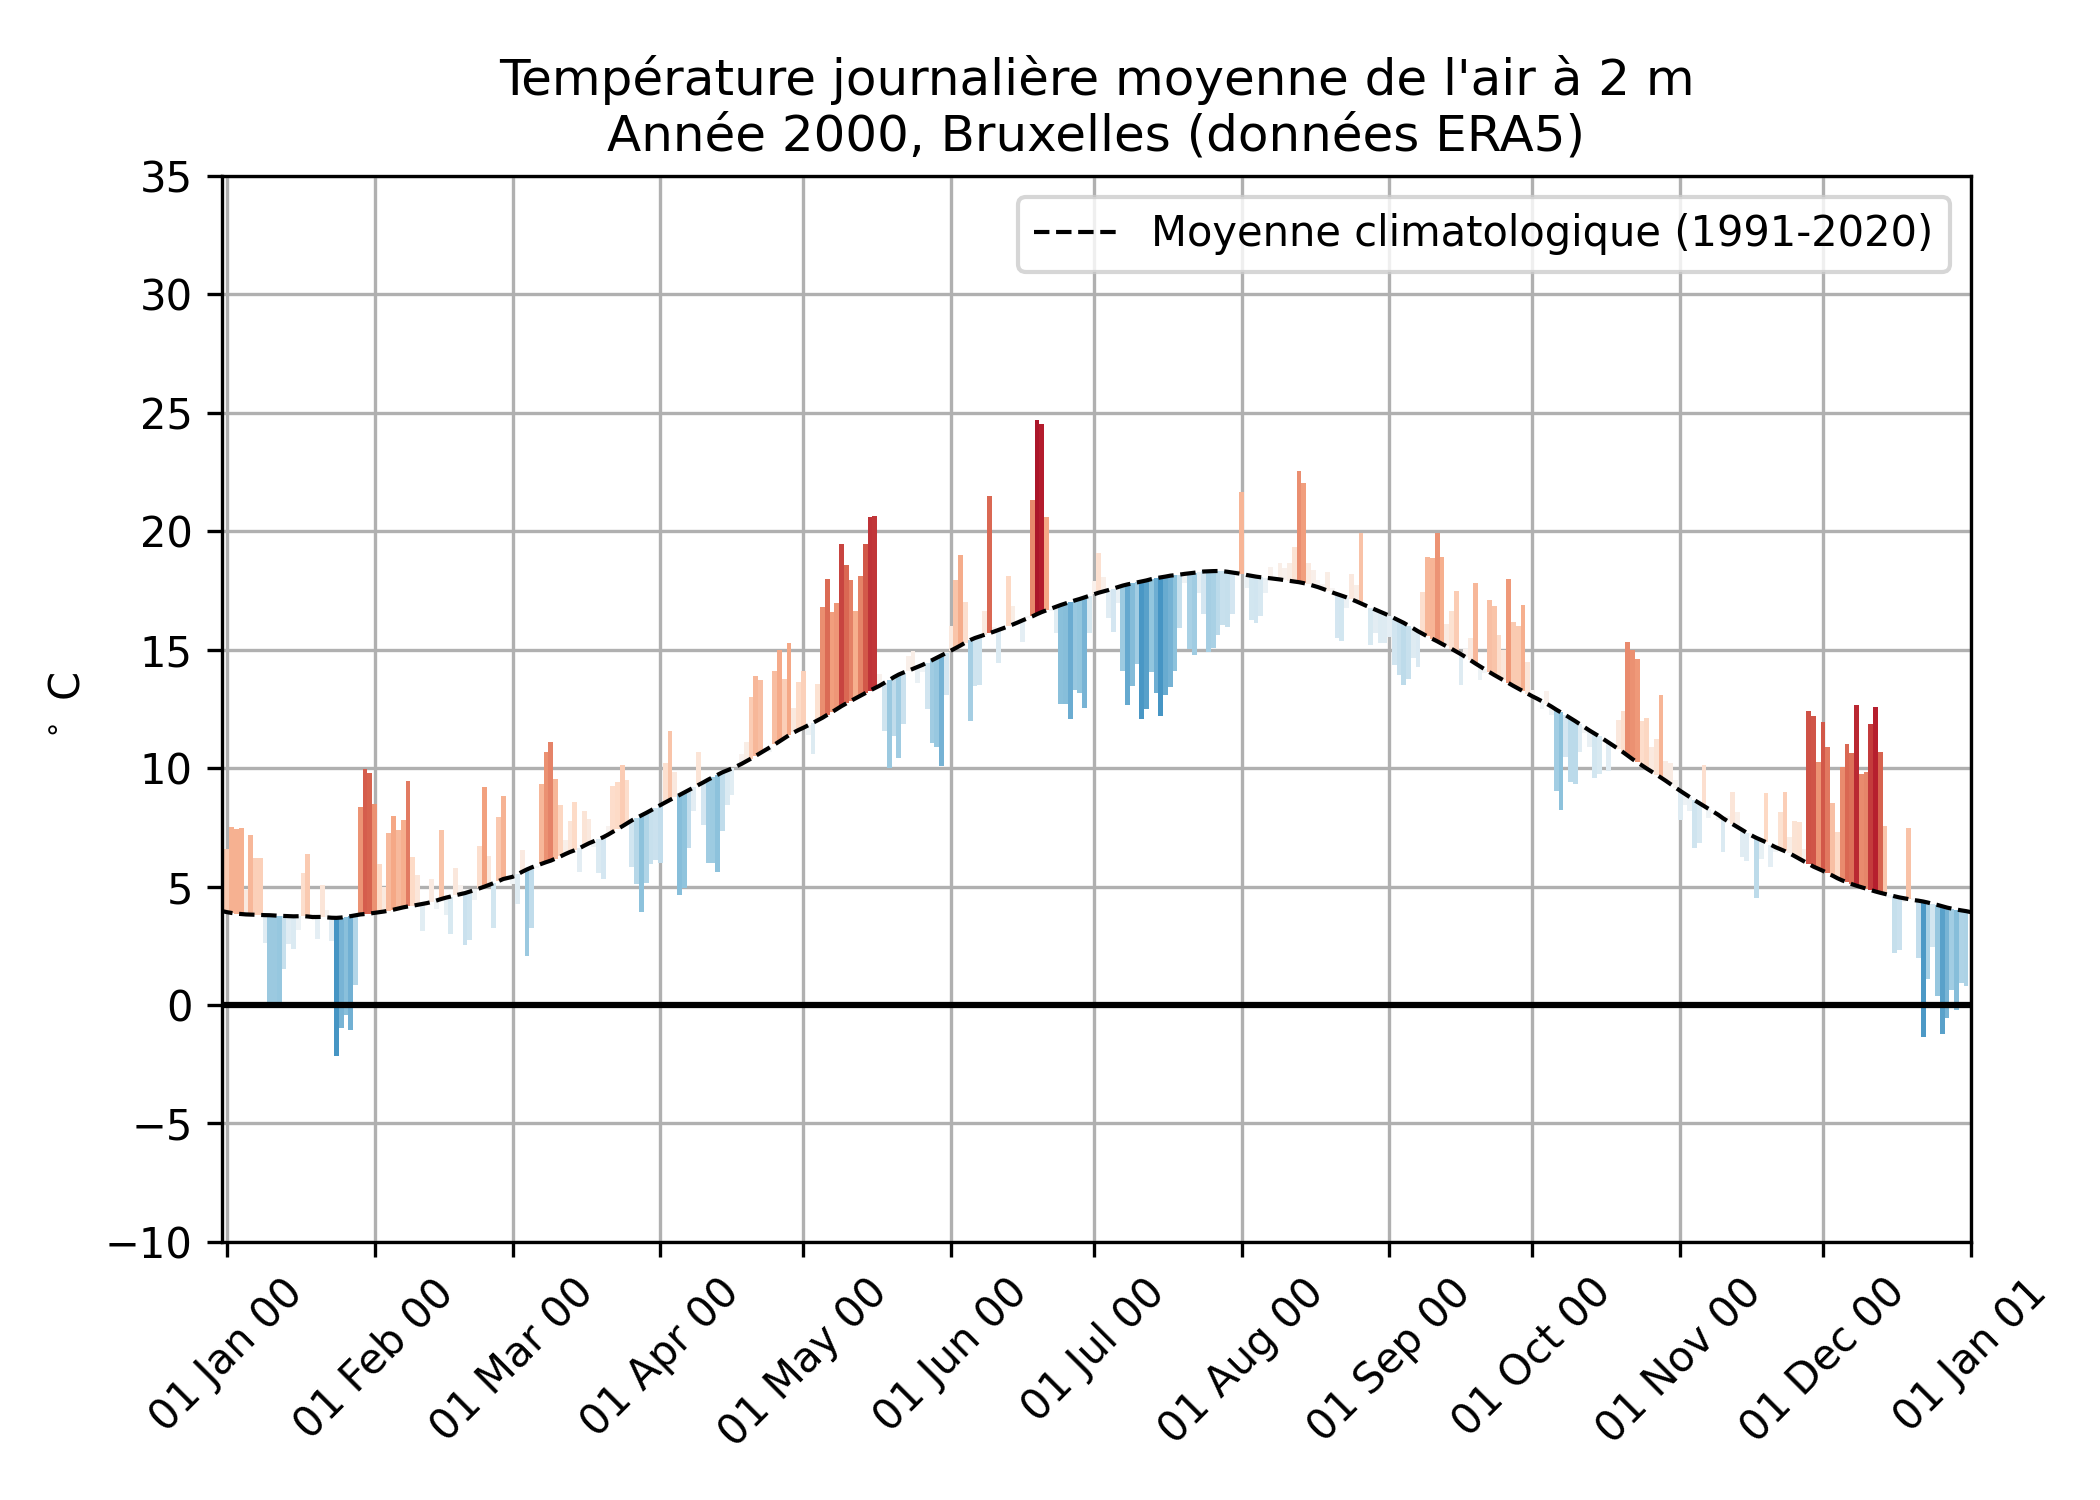 Température journalière moyenne de l'air à 2 m
Année 2000, Bruxelles (données ERA5)
Moyenne climatologique (1991-2020)
35
30
25
20
15
10
5
0
−5
−10
° C
01 Jan 00
01 Feb 00
01 Mar 00
01 Apr 00
01 May 00
01 Jun 00
01 Jul 00
01 Aug 00
01 Sep 00
01 Oct 00
01 Nov 00
01 Dec 00
01 Jan 01